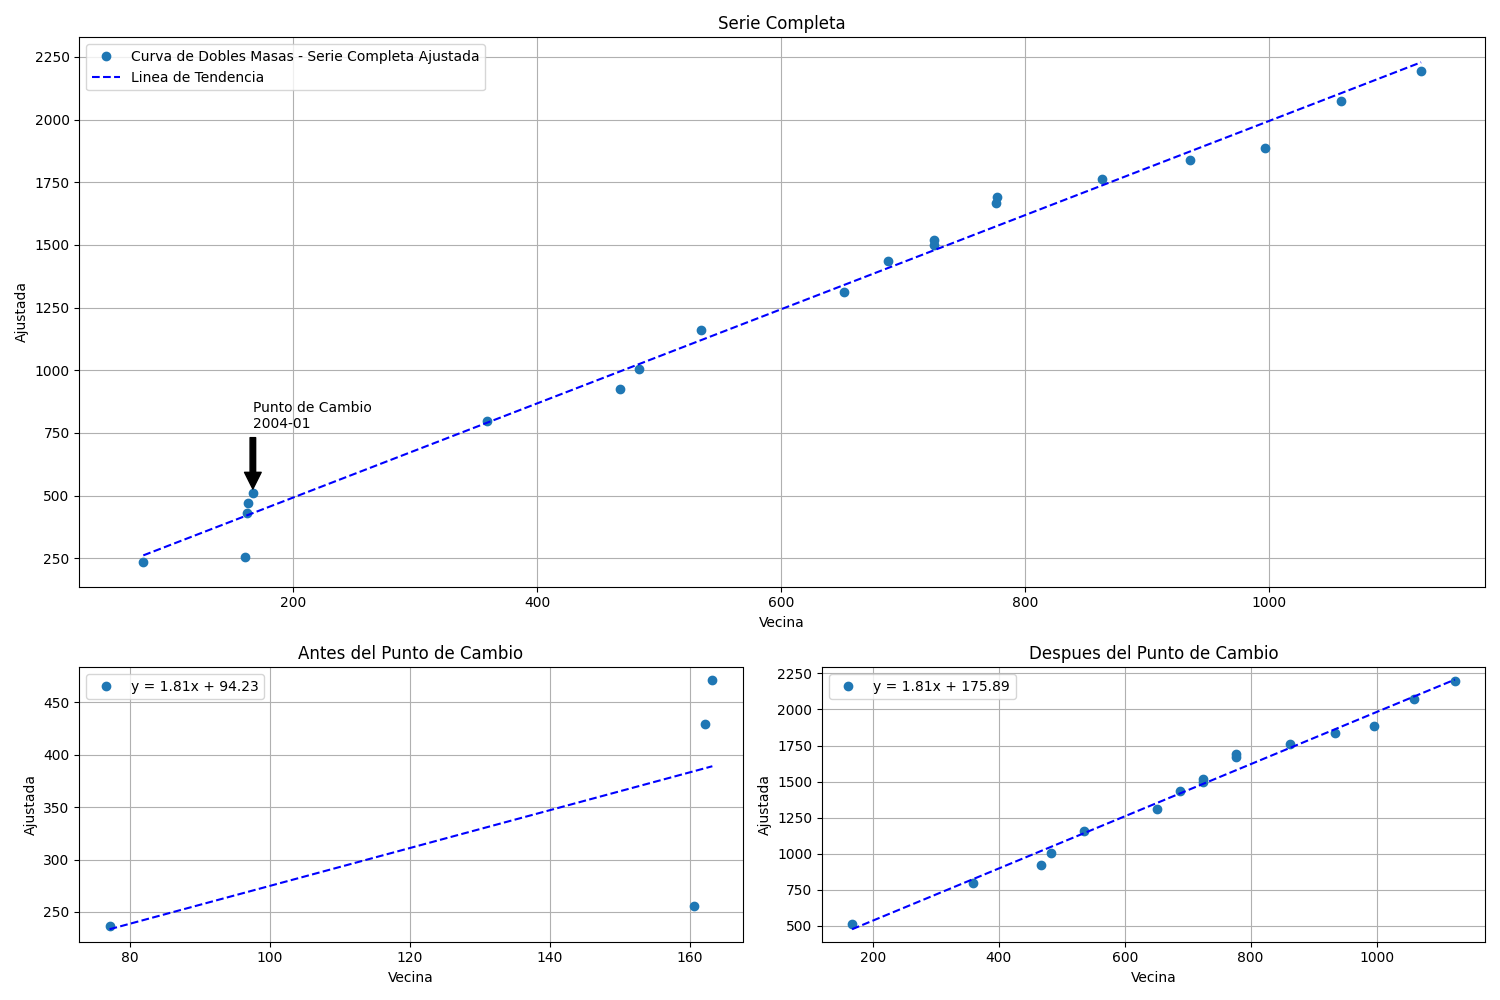 Serie Completa
Curva de Dobles Masas - Serie Completa Ajustada
Linea de Tendencia
2250
2000
1750
1500
1250
1000
750
500
250
Ajustada
Punto de Cambio
2004-01
200 400 600 800 1000
Vecina
Antes del Punto de Cambio
y = 1.81x + 94.23
450
400
350
300
250
Ajustada
80 100 120 140 160
Vecina
Despues del Punto de Cambio
y = 1.81x + 175.89
2250
2000
1750
1500
1250
1000
750
500
Ajustada
200 400 600 800 1000
Vecina